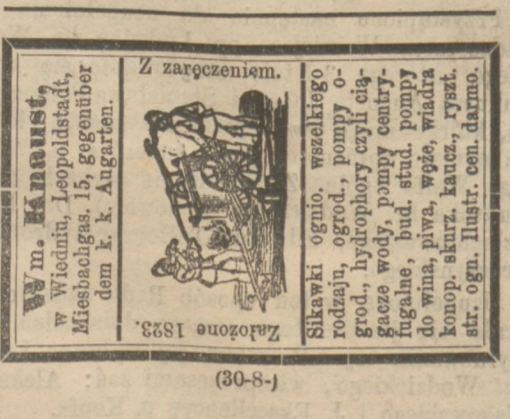 Wm. Knaust,
w Wiedniu, Leopoldstadt,
Miesbachgas. 15, gegenüber
dem k. k. Augarten.
Z zaręczeniem.
Założone 1823.
Sikawki ognio. wszelkiego
rodzaju, ogrod., pompy o-
grod., hydrophory czyli cią-
gacze wody, pompy centry-
fugalne, bud. stud. pompy
do wina, piwa, węże, wiadra
konop. skurz. kaucz., ryszt.
str. ogn. Ilustr. cen. darmo.
(30-8-)